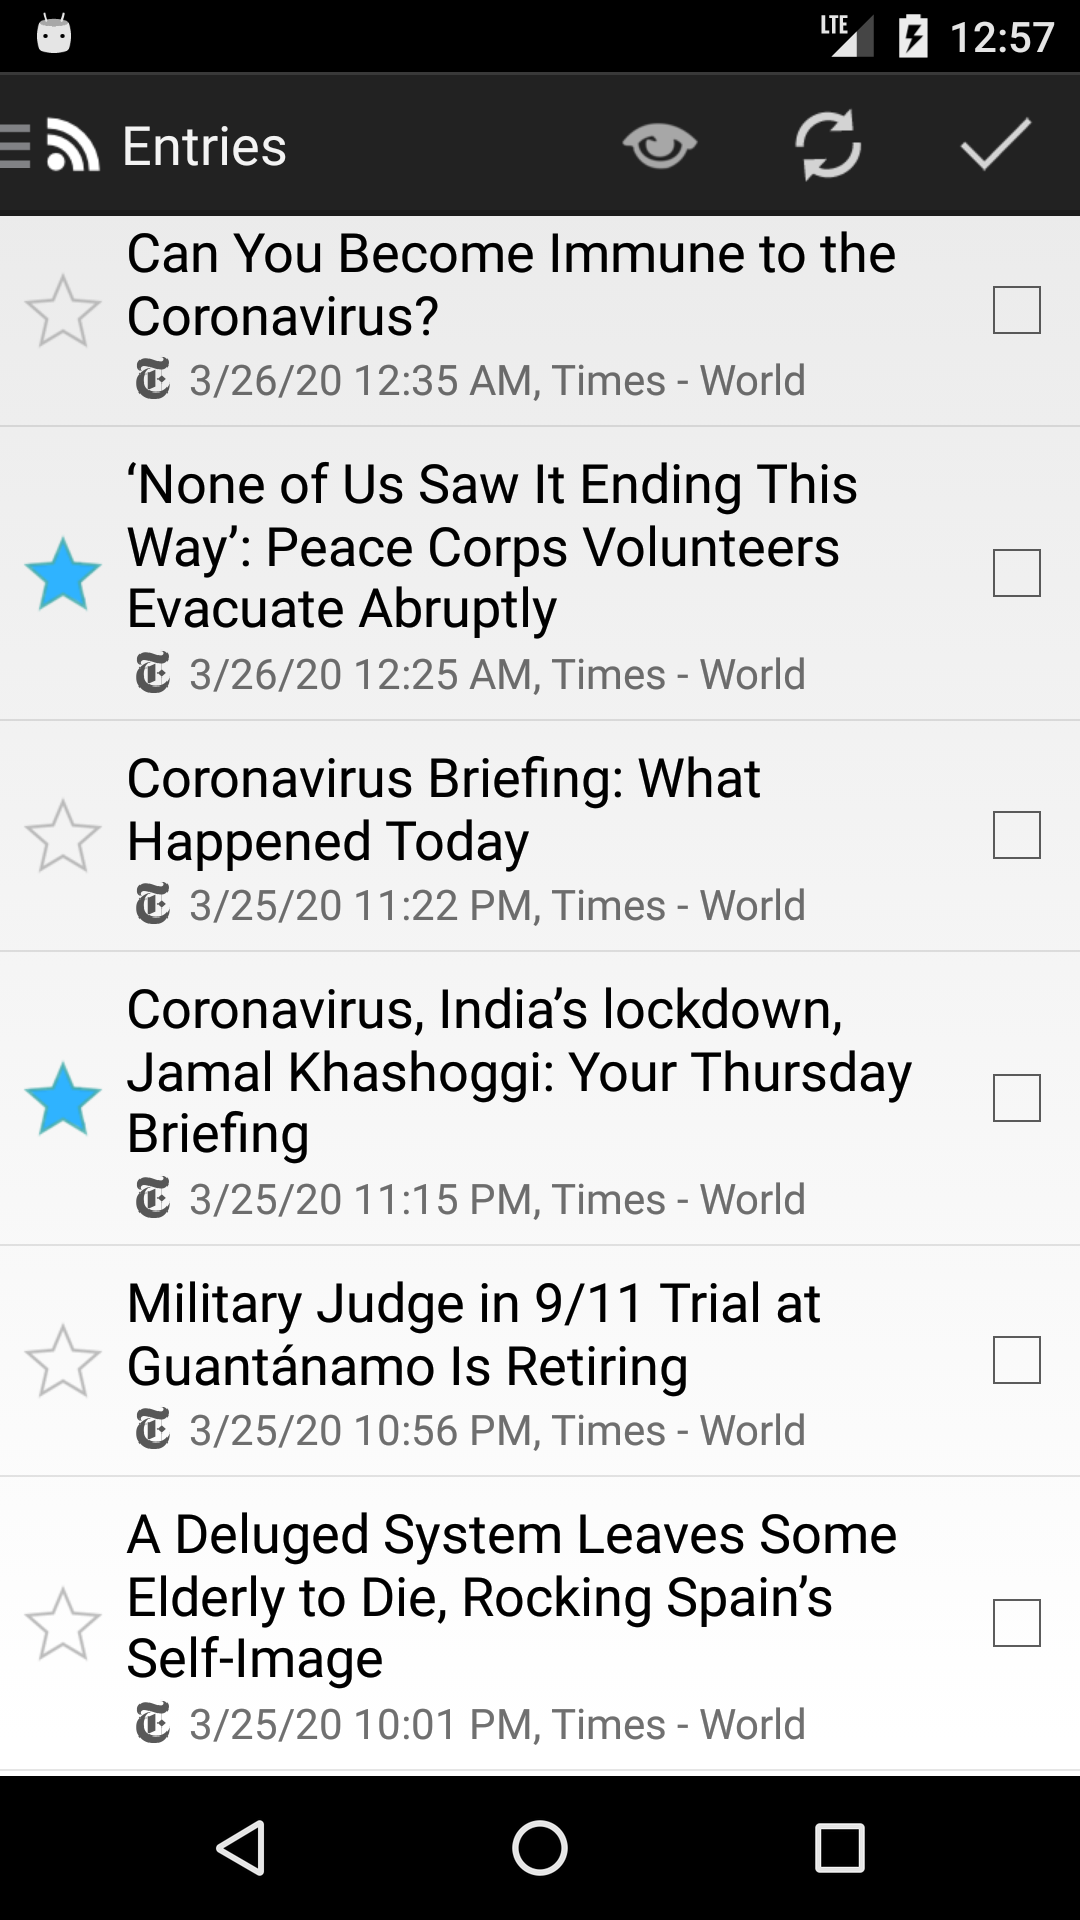 LTE 12:57
Entries
Can You Become Immune to the
Coronavirus?
3/26/20 12:35 AM, Times - World
‘None of Us Saw It Ending This
Way’: Peace Corps Volunteers
Evacuate Abruptly
3/26/20 12:25 AM, Times - World
Coronavirus Briefing: What
Happened Today
3/25/20 11:22 PM, Times - World
Coronavirus, India’s lockdown,
Jamal Khashoggi: Your Thursday
Briefing
3/25/20 11:15 PM, Times - World
Military Judge in 9/11 Trial at
Guantánamo Is Retiring
3/25/20 10:56 PM, Times - World
A Deluged System Leaves Some
Elderly to Die, Rocking Spain’s
Self-Image
3/25/20 10:01 PM, Times - World